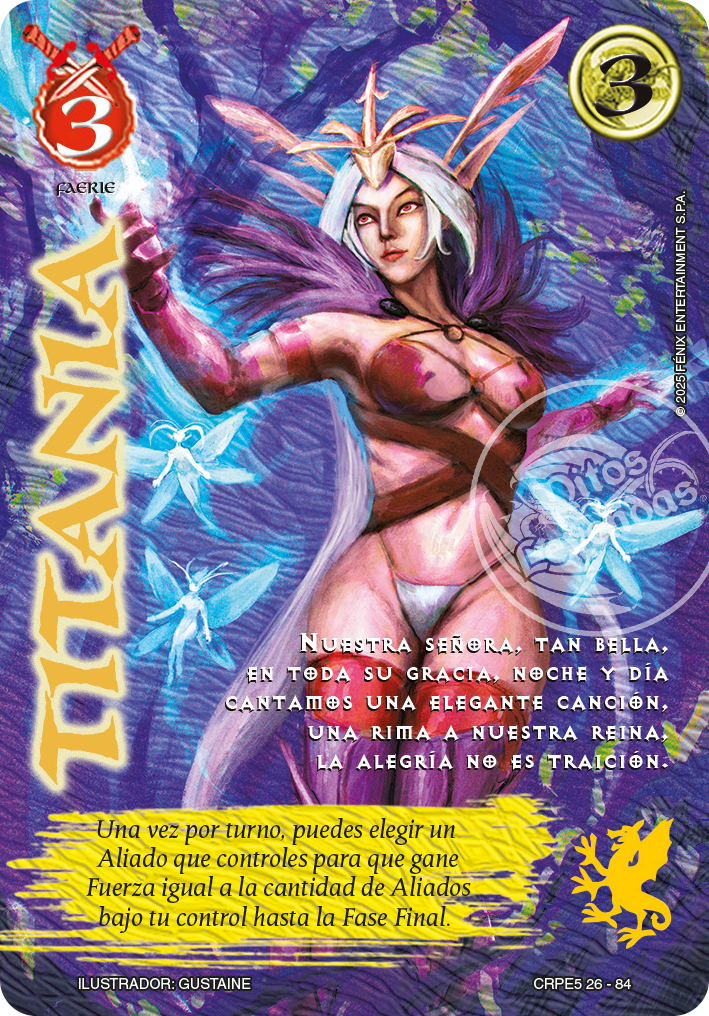 3
3
FAERIE
TITANIA
© 2025 FÉNIX ENTERTAINMENT S.P.A.
Mitos
Leyendas
NUESTRA SEÑORA, TAN BELLA,
EN TODA SU GRACIA, NOCHE Y DÍA
CANTAMOS UNA ELEGANTE CANCIÓN,
UNA RIMA A NUESTRA REINA,
LA ALEGRÍA NO ES TRAICIÓN.
Una vez por turno, puedes elegir un
Aliado que controles para que gane
Fuerza igual a la cantidad de Aliados
bajo tu control hasta la Fase Final.
ILUSTRADOR: GUSTAINE
CRPE5 26 - 84